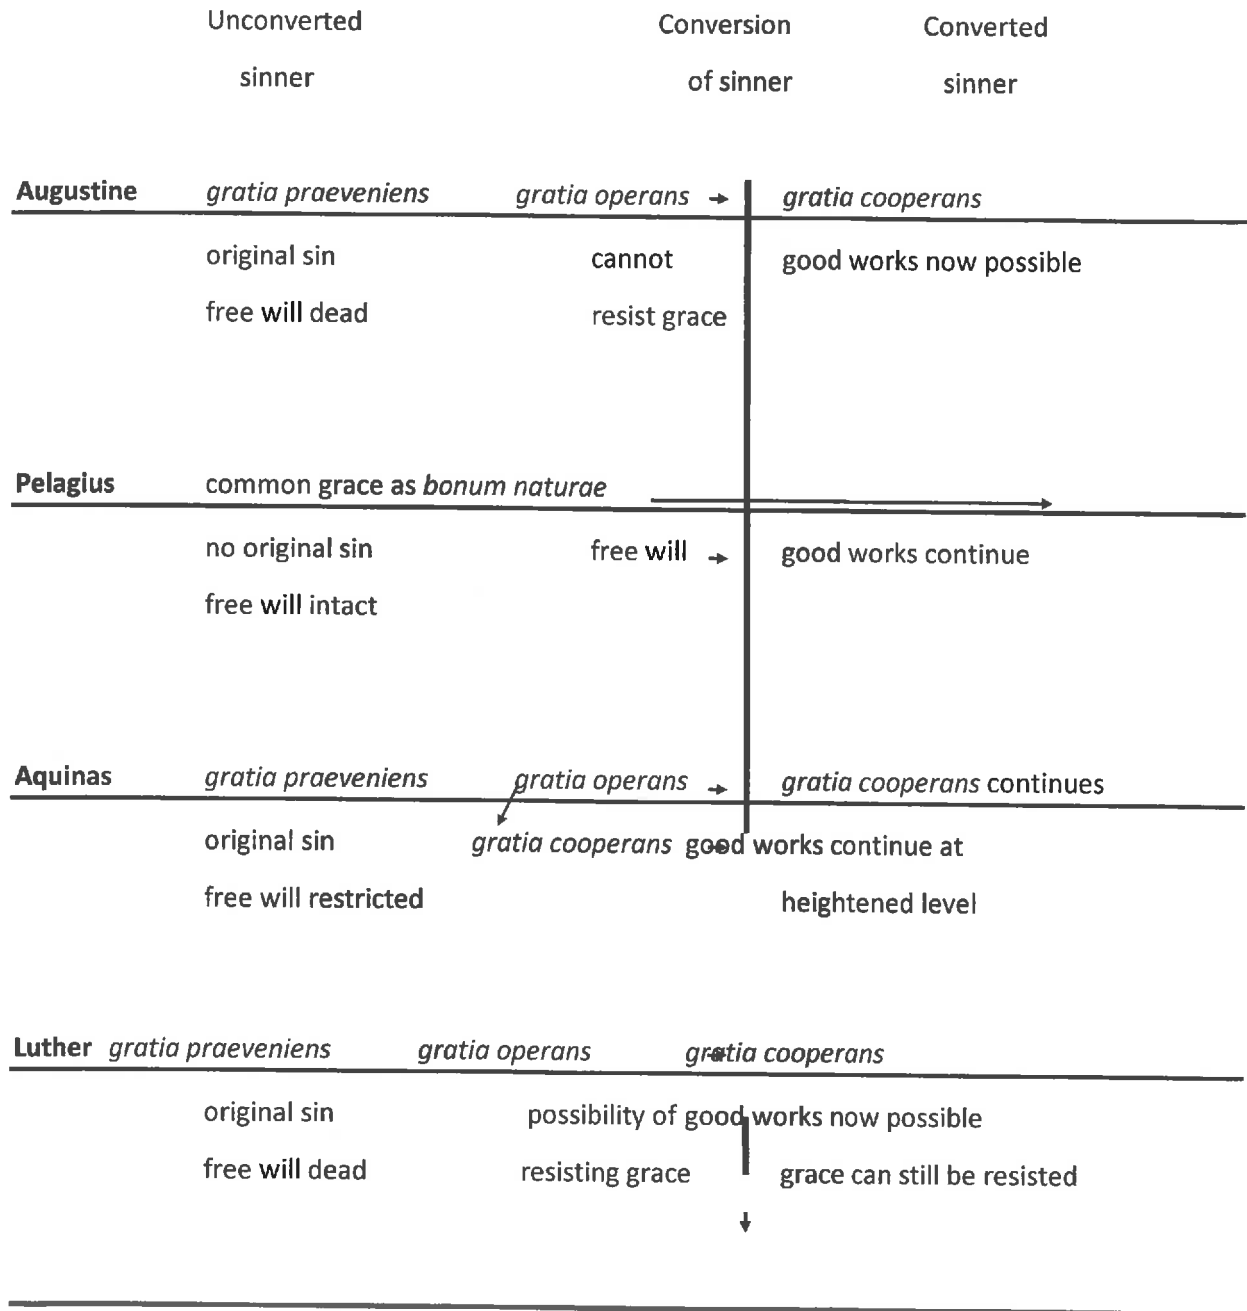 Unconverted Conversion Converted
sinner of sinner sinner
Augustine gratia praeveniens gratia operans → gratia cooperans
original sin cannot good works now possible
free will dead resist grace
Pelagius common grace as bonum naturae
no original sin free will → good works continue
free will intact
Aquinas gratia praeveniens gratia operans → gratia cooperans continues
original sin gratia cooperans good works continue at
free will restricted heightened level
Luther gratia praeveniens gratia operans gratia cooperans
original sin possibility of good works now possible
free will dead resisting grace grace can still be resisted